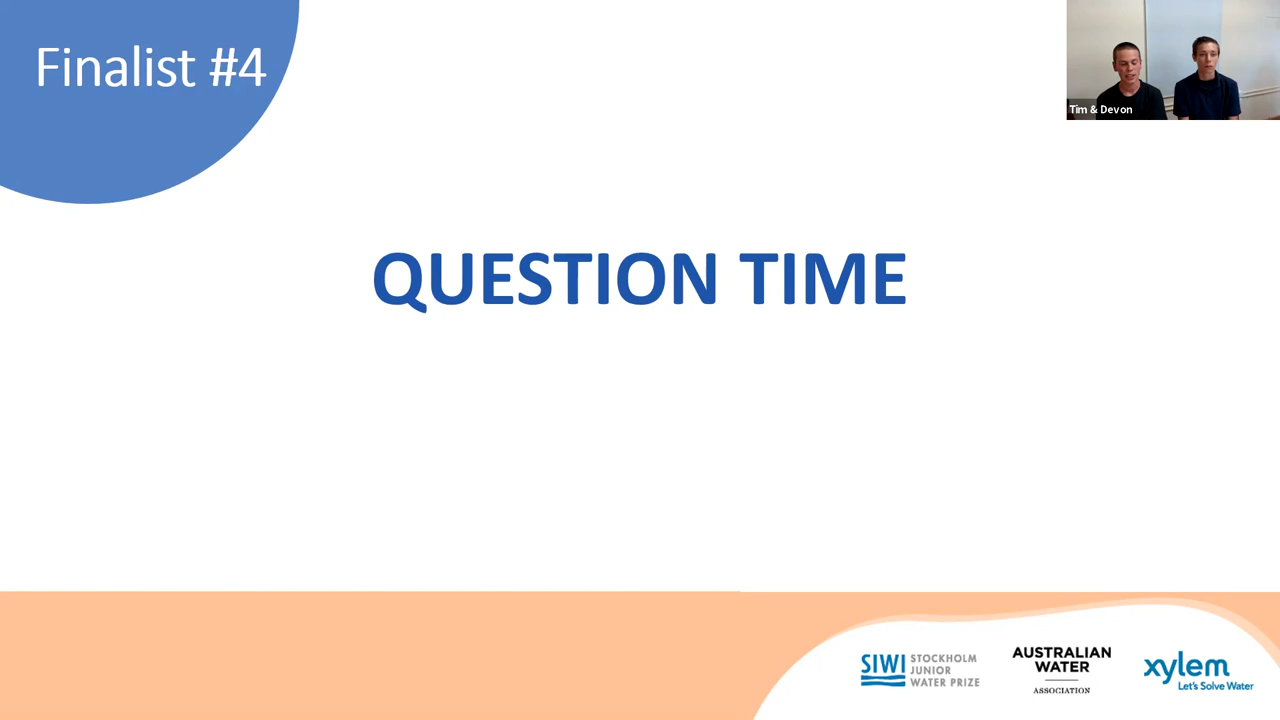 Finalist #4
Tim & Devon
QUESTION TIME
SIWI STOCKHOLM
JUNIOR
WATER PRIZE
AUSTRALIAN
WATER
ASSOCIATION
xylem
Let's Solve Water